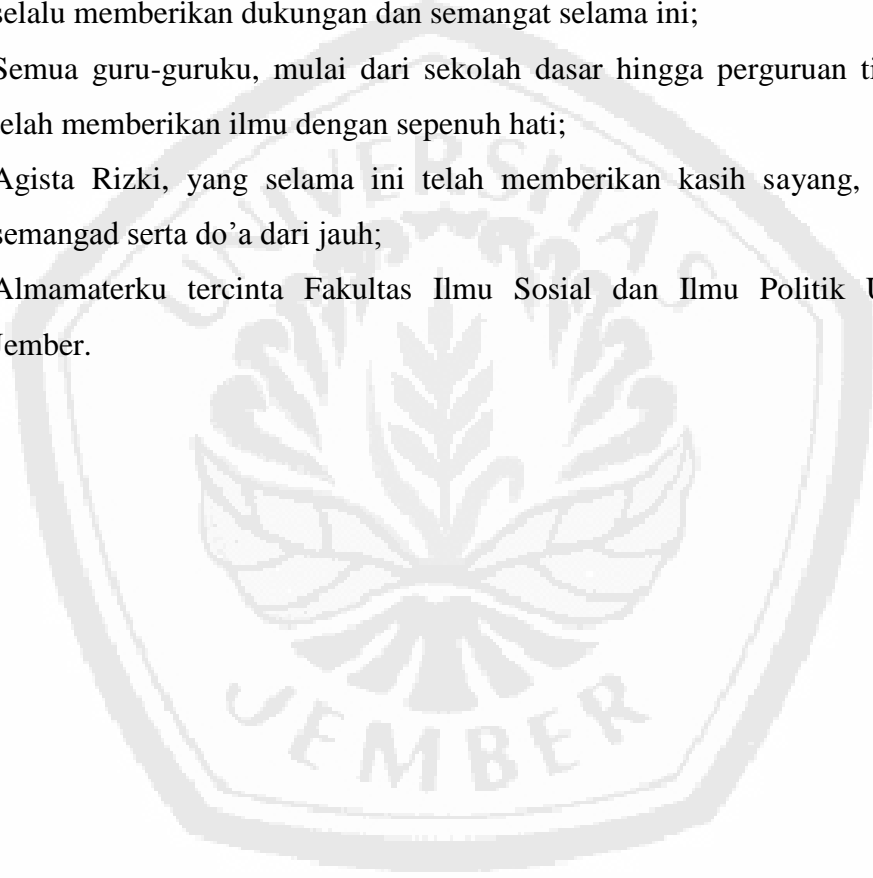 selalu memberikan dukungan dan semangat selama ini;
Semua guru-guruku, mulai dari sekolah dasar hingga perguruan
telah memberikan ilmu dengan sepenuh hati;
Agista Rizki, yang selama ini telah memberikan kasih sayang,
semangad serta do’a dari jauh;
Almamaterku tercinta Fakultas Ilmu Sosial dan Ilmu Politik
Jember.
UNIVERSITAS
JEMBER